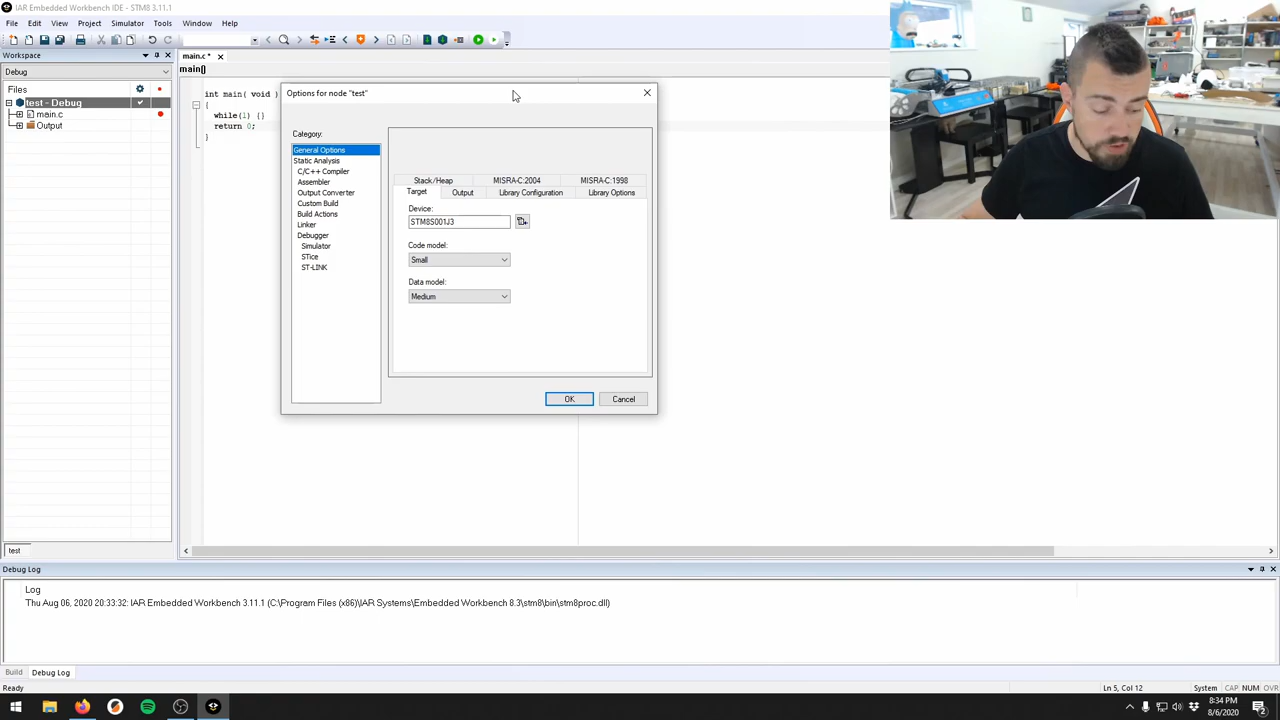 IAR Embedded Workbench IDE - STM8 3.11.1
File Edit View Project Simulator Tools Window Help
Workspace
main.c *
main()
Debug
Files
test - Debug
main.c
Output
int main( void )
{
while(1) {}
return 0;
}
Options for node "test"
Category:
General Options
Static Analysis
C/C++ Compiler
Assembler
Output Converter
Custom Build
Build Actions
Linker
Debugger
Simulator
STice
ST-LINK
Stack/Heap MISRA-C:2004 MISRA-C:1998
Target Output Library Configuration Library Options
Device:
STM8S001J3
Code model:
Small
Data model:
Medium
OK Cancel
test
Debug Log
Log
Thu Aug 06, 2020 20:33:32: IAR Embedded Workbench 3.11.1 (C:\Program Files (x86)\IAR Systems\Embedded Workbench 8.3\stm8\bin\stm8proc.dll)
Build Debug Log
Ready
Ln 5, Col 12 System CAP NUM OVR
8:34 PM
8/6/2020
2